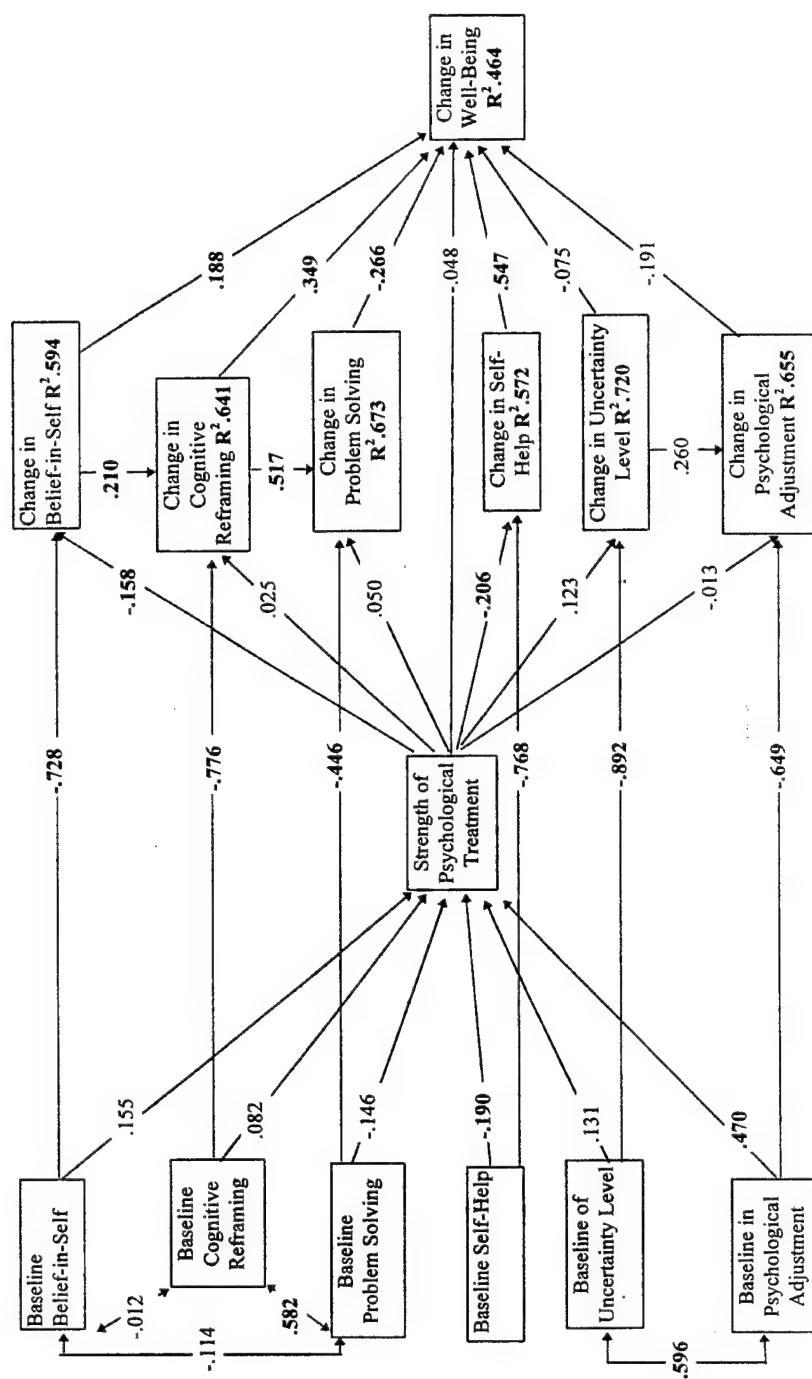 Baseline
Belief-in-Self
Baseline
Cognitive
Reframing
Baseline
Problem Solving
Baseline Self-Help
Baseline of
Uncertainty Level
Baseline in
Psychological
Adjustment
-.012
-.114
.582
.596
.155
.082
-.146
-.190
.131
.470
-.728
-.776
-.446
-.768
-.892
-.649
Strength of
Psychological
Treatment
-.158
.025
.050
-.206
.123
-.013
Change in
Belief-in-Self R².594
.210
Change in
Cognitive
Reframing R².641
.517
Change in
Problem Solving
R².673
Change in Self-
Help R².572
Change in Uncertainty
Level R².720
.260
Change in
Psychological
Adjustment R².655
.188
.349
-.266
-.048
.547
-.075
-.191
Change in
Well-Being
R².464